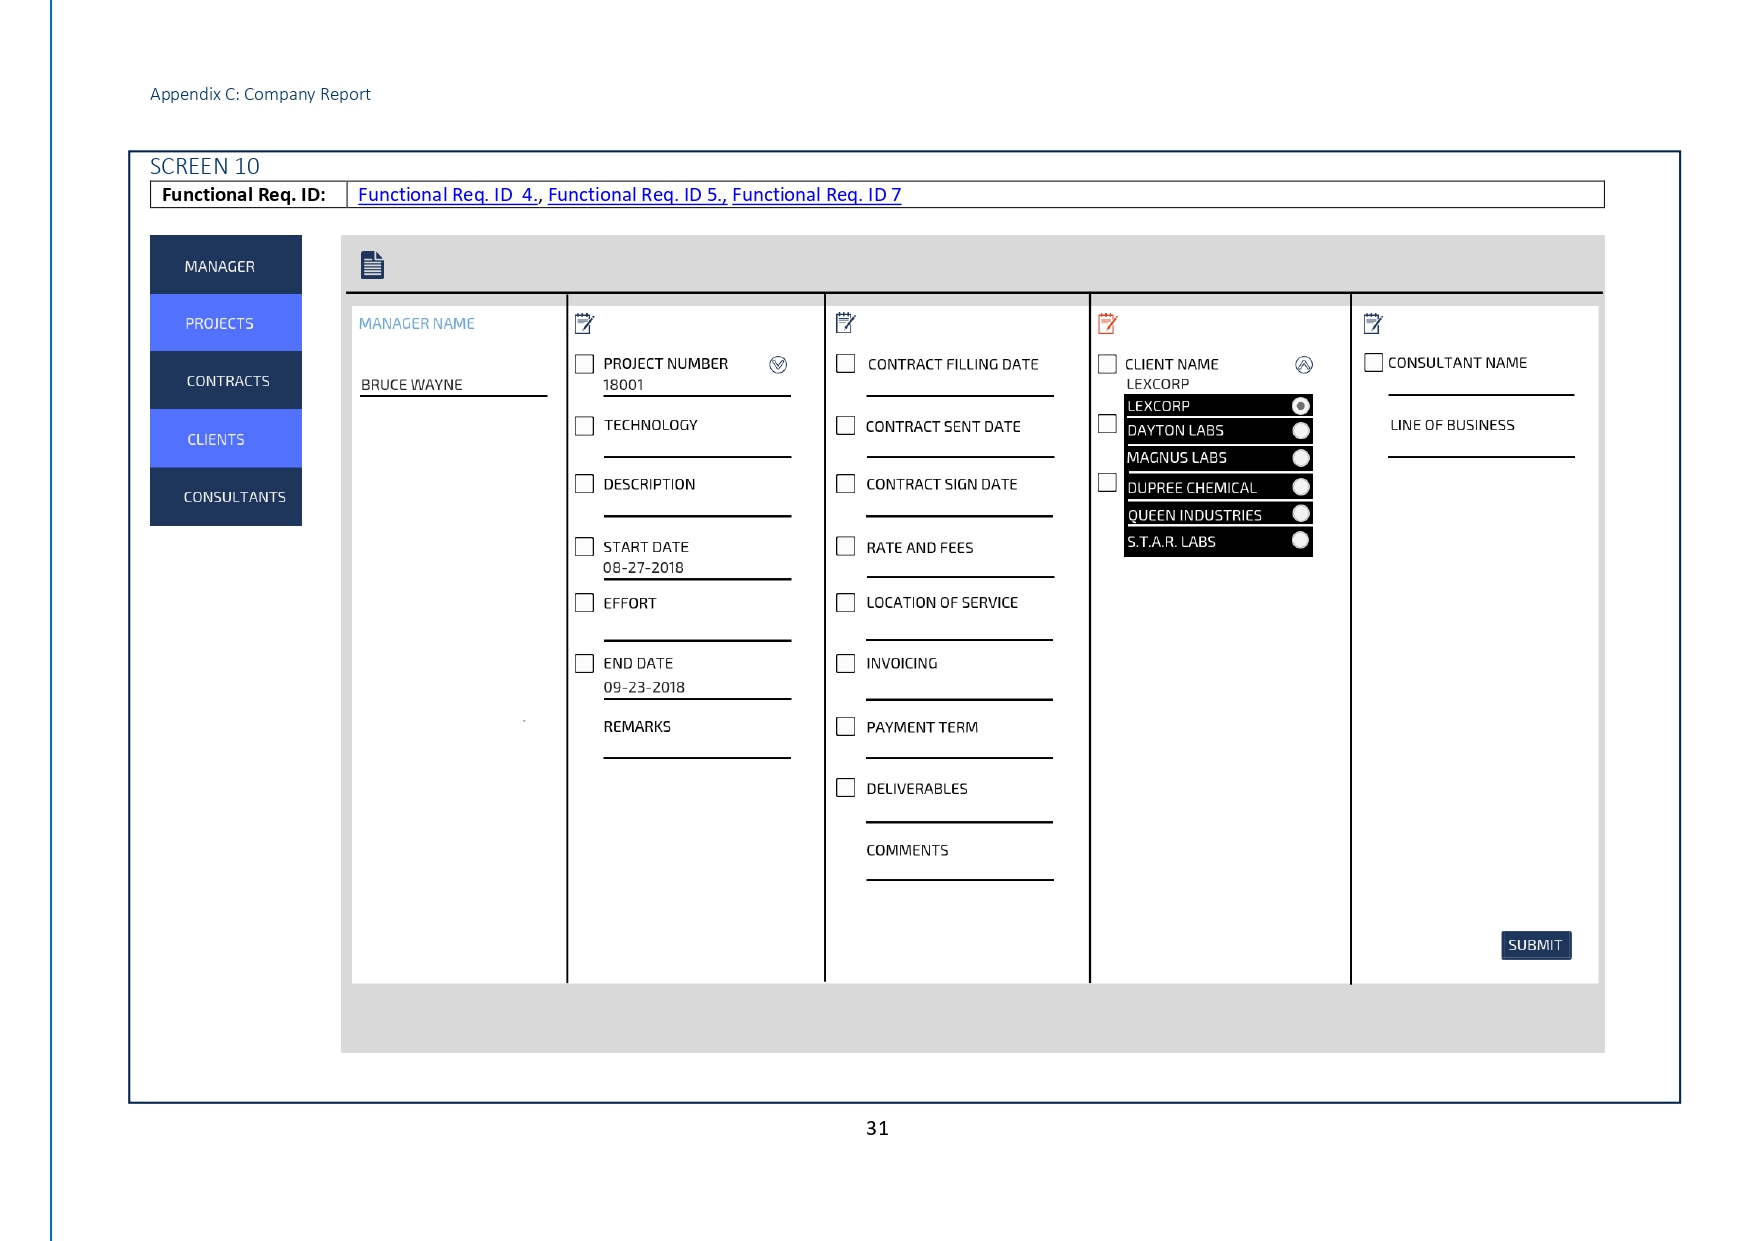 Appendix C: Company Report
SCREEN 10
Functional Req. ID: Functional Req. ID  4., Functional Req. ID 5., Functional Req. ID 7
MANAGER
PROJECTS
CONTRACTS
CLIENTS
CONSULTANTS
MANAGER NAME
BRUCE WAYNE
PROJECT NUMBER
18001
TECHNOLOGY
DESCRIPTION
START DATE
08-27-2018
EFFORT
END DATE
09-23-2018
REMARKS
CONTRACT FILLING DATE
CONTRACT SENT DATE
CONTRACT SIGN DATE
RATE AND FEES
LOCATION OF SERVICE
INVOICING
PAYMENT TERM
DELIVERABLES
COMMENTS
CLIENT NAME
LEXCORP
LEXCORP
DAYTON LABS
MAGNUS LABS
DUPREE CHEMICAL
QUEEN INDUSTRIES
S.T.A.R. LABS
CONSULTANT NAME
LINE OF BUSINESS
SUBMIT
31